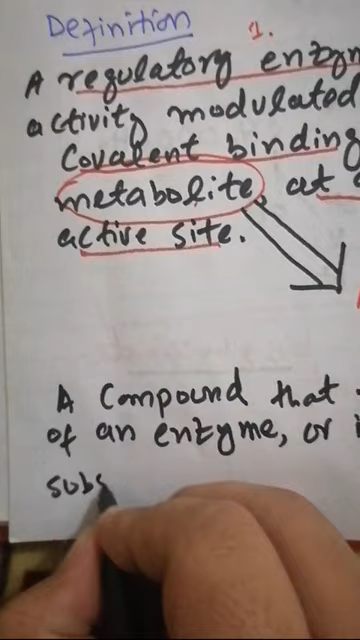 Definition
1.
A regulatory enzym
activity modulated
Covalent binding
metabolite, at
active site.
A Compound that
of an enzyme, or
subs